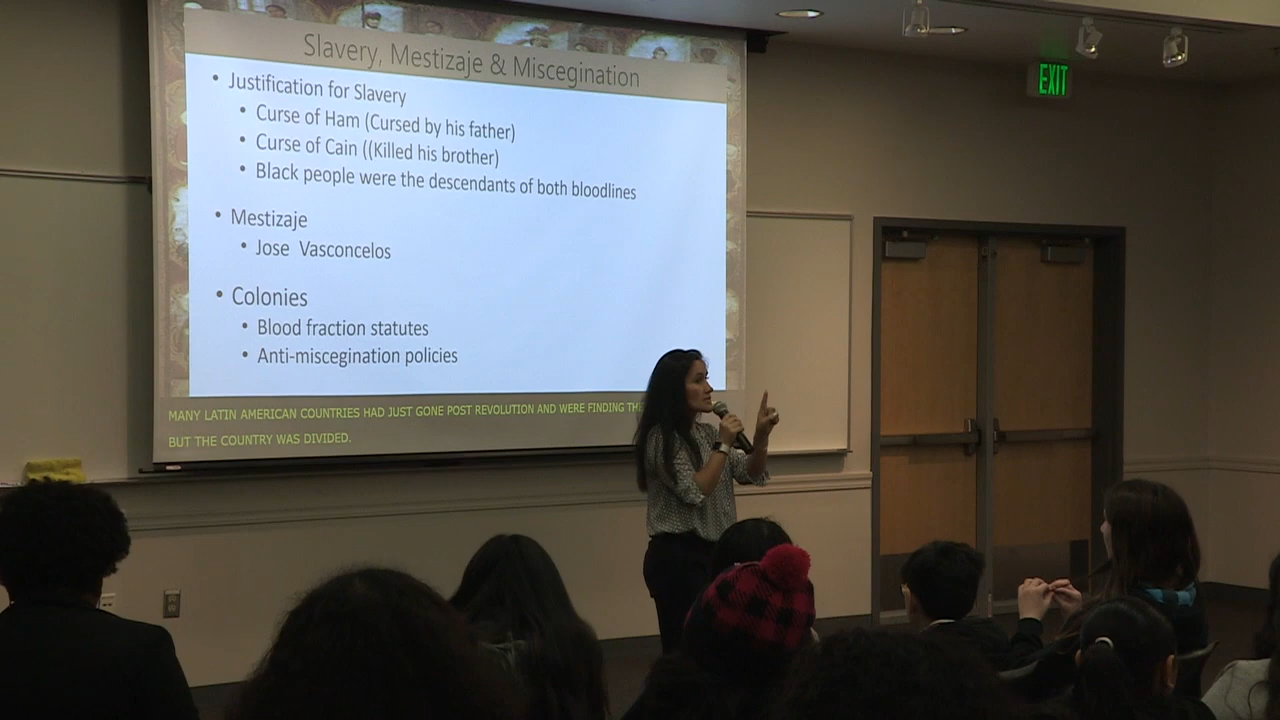 Slavery, Mestizaje & Miscegination
• Justification for Slavery
• Curse of Ham (Cursed by his father)
• Curse of Cain ((Killed his brother)
• Black people were the descendants of both bloodlines
• Mestizaje
• Jose Vasconcelos
• Colonies
• Blood fraction statutes
• Anti-miscegination policies
MANY LATIN AMERICAN COUNTRIES HAD JUST GONE POST REVOLUTION AND WERE FINDING
BUT THE COUNTRY WAS DIVIDED.
EXIT